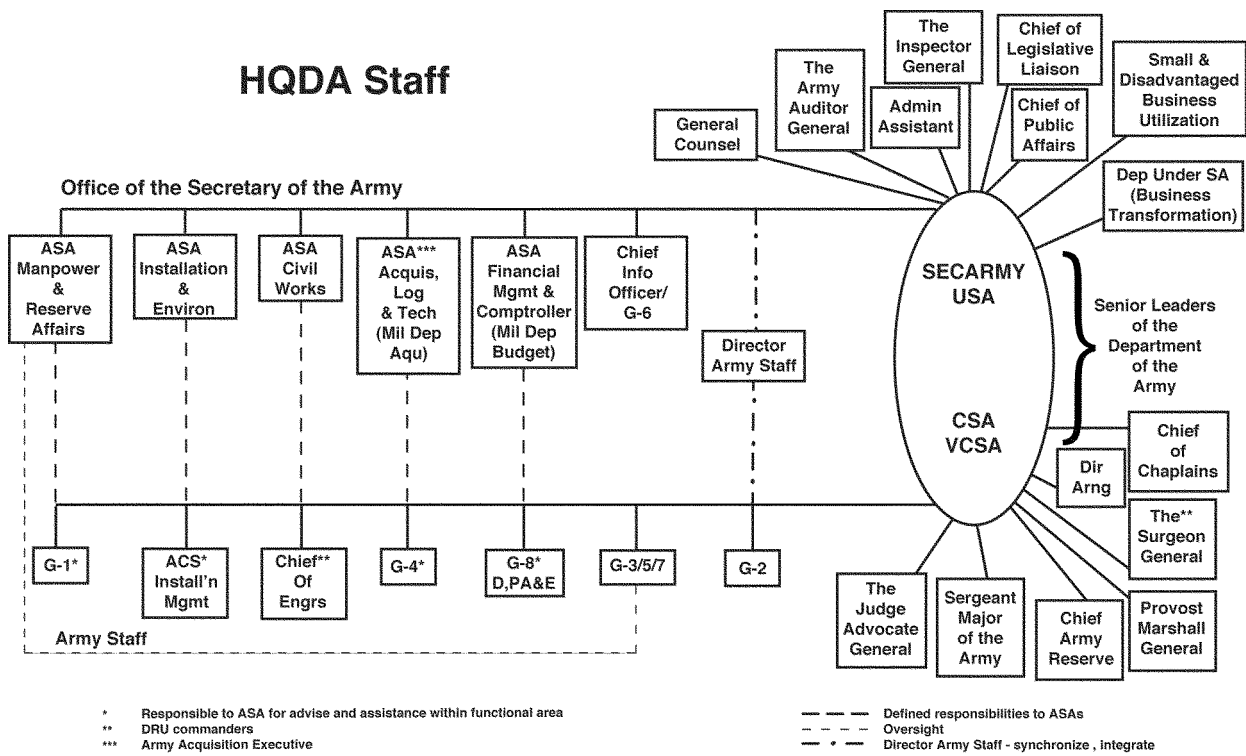 HQDA Staff
The
Inspector
General
Chief of
Legislative
Liaison
Small &
Disadvantaged
Business
Utilization
The
Army
Auditor
General
Admin
Assistant
Chief of
Public
Affairs
General
Counsel
Dep Under SA
(Business
Transformation)
Office of the Secretary of the Army
ASA
Manpower
&
Reserve
Affairs
ASA
Installation
&
Environ
ASA
Civil
Works
ASA***
Acquis,
Log
& Tech
(Mil Dep
Aqu)
ASA
Financial
Mgmt &
Comptroller
(Mil Dep
Budget)
Chief
Info
Officer/
G-6
Director
Army Staff
SECARMY
USA
CSA
VCSA
Senior Leaders
of the
Department
of the
Army
Chief
of
Chaplains
Dir
Arng
The**
Surgeon
General
Provost
Marshall
General
Chief
Army
Reserve
Sergeant
Major
of the
Army
The
Judge
Advocate
General
G-1*
ACS*
Install'n
Mgmt
Chief**
Of
Engrs
G-4*
G-8*
D,PA&E
G-3/5/7
G-2
Army Staff
* Responsible to ASA for advise and assistance within functional area
** DRU commanders
*** Army Acquisition Executive
Defined responsibilities to ASAs
Oversight
Director Army Staff - synchronize , integrate